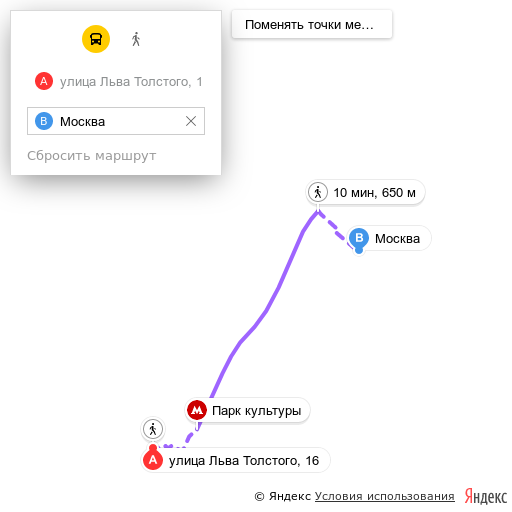 Поменять точки ме…
A улица Льва Толстого, 1
B Москва
Сбросить маршрут
10 мин, 650 м
B Москва
Парк культуры
A улица Льва Толстого, 16
© Яндекс Условия использования Яндекс